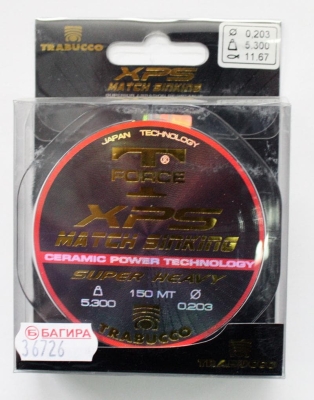 TRABUCCO
XPS
MATCH SINKING
Ø 0,203
5.300
11.67
JAPAN TECHNOLOGY
T®
FORCE
XPS
MATCH SINKING
CERAMIC POWER TECHNOLOGY
SUPER HEAVY
5.300 150 MT Ø 0.203
TRABUCCO
Б БАГИРА
36726
TRABUCCO